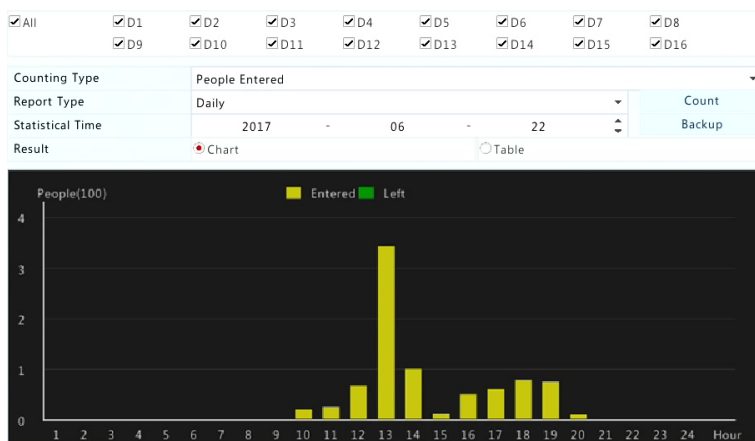 All D1 D2 D3 D4 D5 D6 D7 D8
D9 D10 D11 D12 D13 D14 D15 D16
Counting Type People Entered
Report Type Daily Count
Statistical Time 2017 - 06 - 22 Backup
Result Chart Table
People(100) Entered Left
4
3
2
1
0
1 2 3 4 5 6 7 8 9 10 11 12 13 14 15 16 17 18 19 20 21 22 23 24 Hour